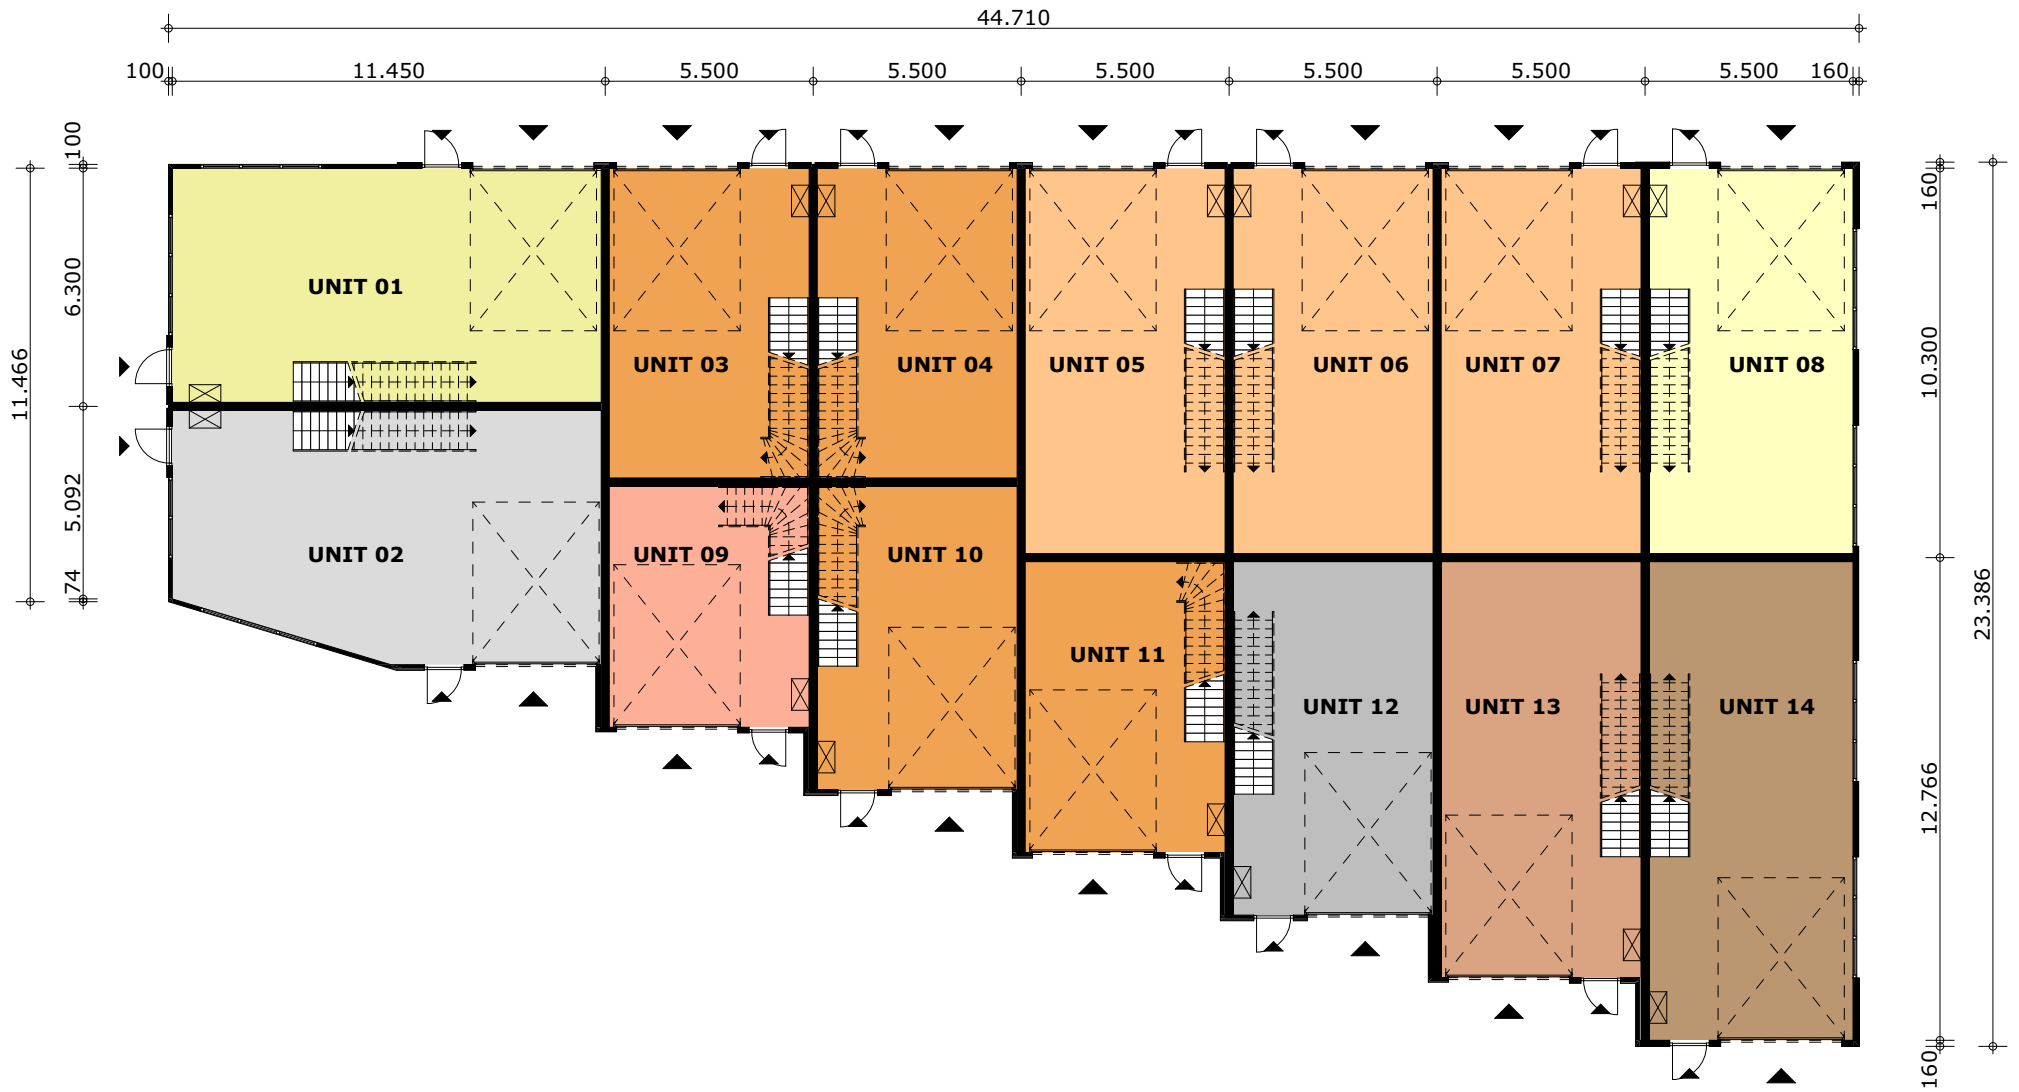 44.710
100 11.450 5.500 5.500 5.500 5.500 5.500 5.500 160
100
160
6.300
11.466
5.092
74
10.300
23.386
12.766
160
UNIT 01
UNIT 03
UNIT 04
UNIT 05
UNIT 06
UNIT 07
UNIT 08
UNIT 02
UNIT 09
UNIT 10
UNIT 11
UNIT 12
UNIT 13
UNIT 14